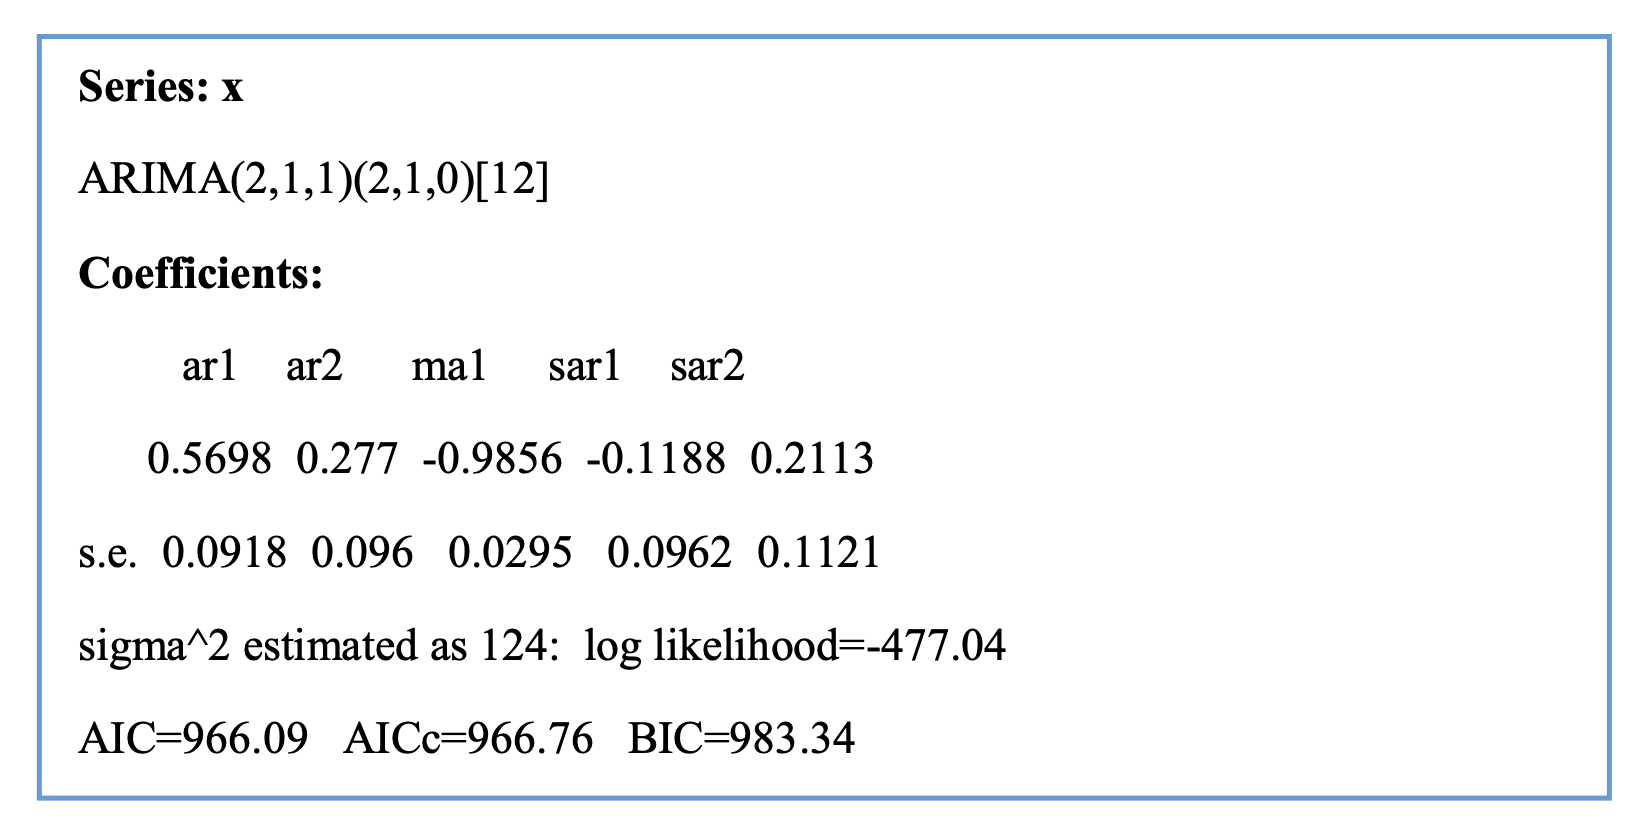 Series: x
ARIMA(2,1,1)(2,1,0)[12]
Coefficients:
ar1 ar2 ma1 sar1 sar2
0.5698 0.277 -0.9856 -0.1188 0.2113
s.e. 0.0918 0.096 0.0295 0.0962 0.1121
sigma^2 estimated as 124: log likelihood=-477.04
AIC=966.09 AICc=966.76 BIC=983.34